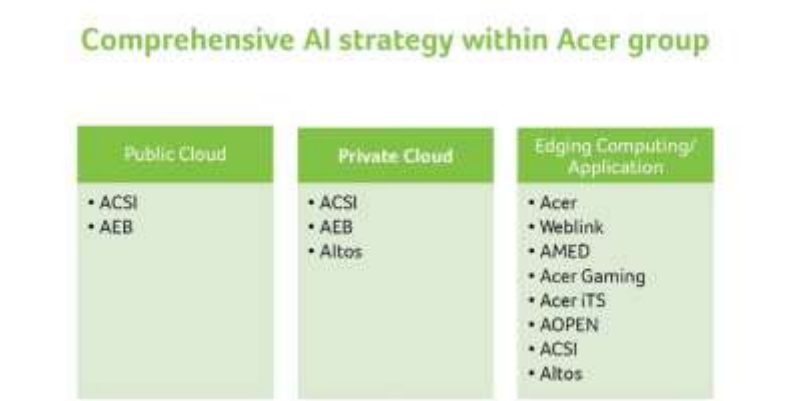 Comprehensive AI strategy within Acer group
Public Cloud
• ACSI
• AEB
Private Cloud
• ACSI
• AEB
• Altos
Edging Computing/
Application
• Acer
• Weblink
• AMED
• Acer Gaming
• Acer iTS
• AOPEN
• ACSI
• Altos